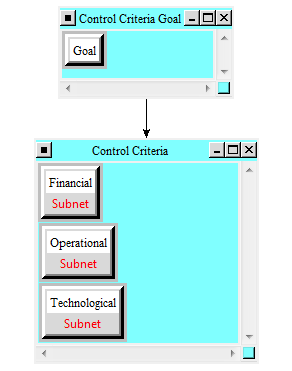 Control Criteria Goal
Goal
Control Criteria
Financial
Subnet
Operational
Subnet
Technological
Subnet